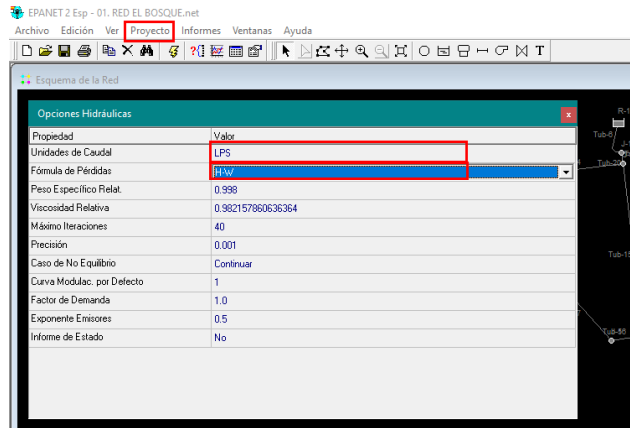 EPANET 2 Esp - 01. RED EL BOSQUE.net
Archivo Edición Ver Proyecto Informes Ventanas Ayuda
T
Esquema de la Red
Opciones Hidráulicas
x
Propiedad Valor
Unidades de Caudal LPS
Fórmula de Pérdidas H-W
Peso Específico Relat. 0.998
Viscosidad Relativa 0.982157860636364
Máximo Iteraciones 40
Precisión 0.001
Caso de No Equilibrio Continuar
Curva Modulac. por Defecto 1
Factor de Demanda 1.0
Exponente Emisores 0.5
Informe de Estado No
R-1
Tub-8
J-1
Tub-15
Tub-56